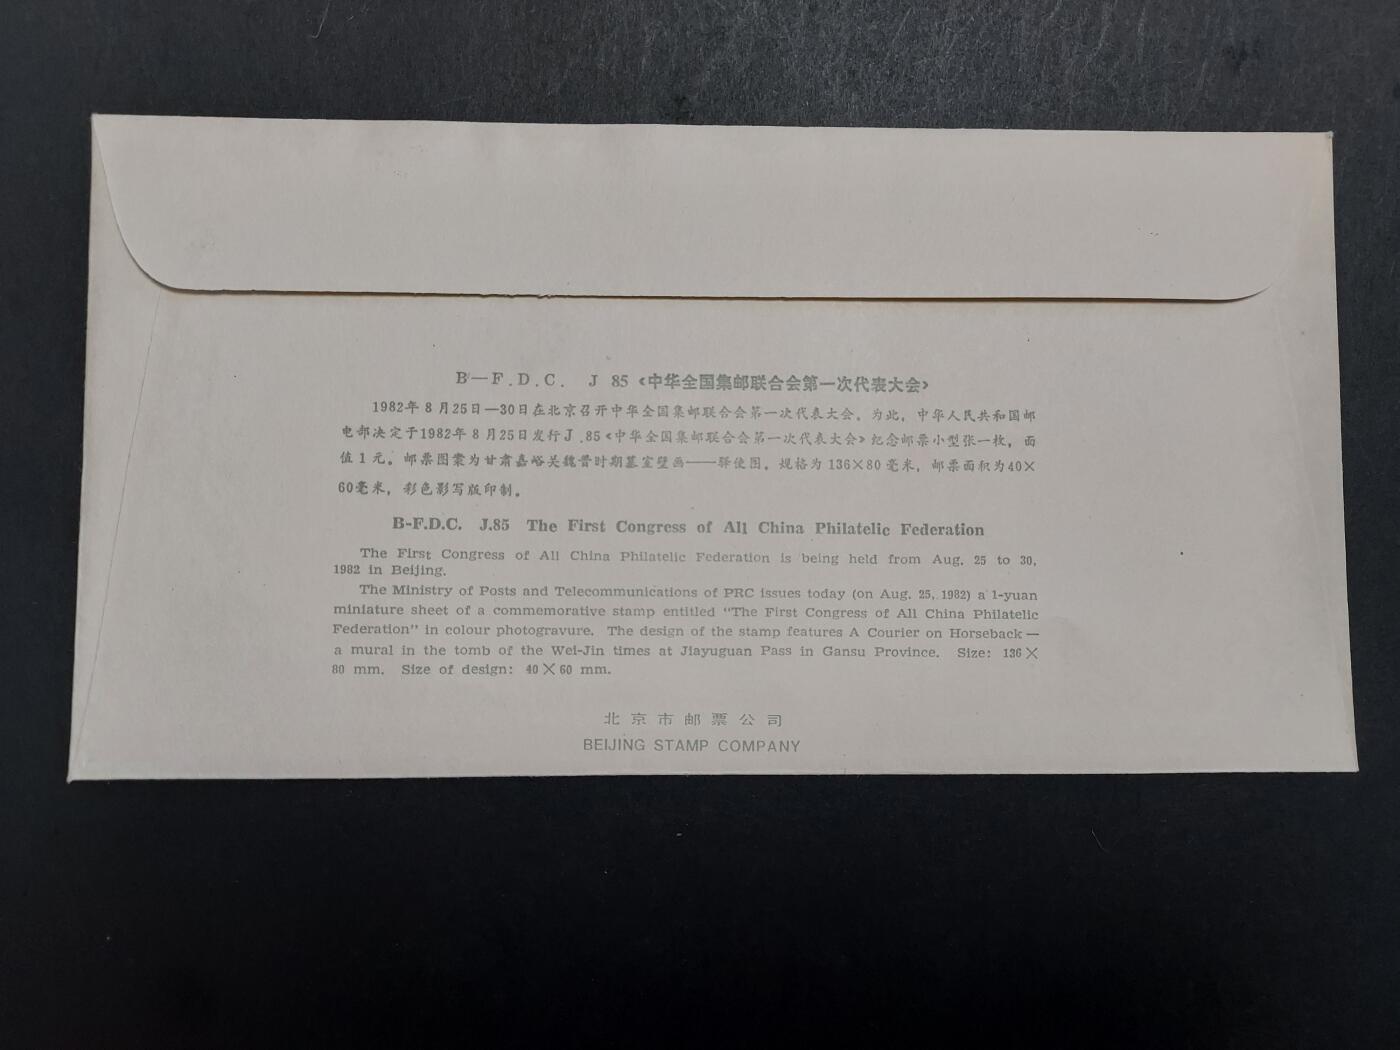 B—F.D.C. J 85《中华全国集邮联合会第一次代表大会》
1982年8月25日—30日在北京召开中华全国集邮联合会第一次代表大会。为此，中华人民共和国邮
电部决定于1982年8月25日发行J.85《中华全国集邮联合会第一次代表大会》纪念邮票小型张一枚，面
值1元。邮票图案为甘肃嘉峪关魏晋时期墓室壁画——驿使图。规格为136×80毫米，邮票面积为40×
60毫米，彩色影写版印制。
B-F.D.C. J.85 The First Congress of All China Philatelic Federation
The First Congress of All China Philatelic Federation is being held from Aug. 25 to 30,
1982 in Beijing.
The Ministry of Posts and Telecommunications of PRC issues today (on Aug. 25, 1982) a 1-yuan
miniature sheet of a commemorative stamp entitled "The First Congress of All China Philatelic
Federation" in colour photogravure. The design of the stamp features A Courier on Horseback —
a mural in the tomb of the Wei-Jin times at Jiayuguan Pass in Gansu Province. Size: 136×
80 mm. Size of design: 40×60 mm.
北京市邮票公司
BEIJING STAMP COMPANY